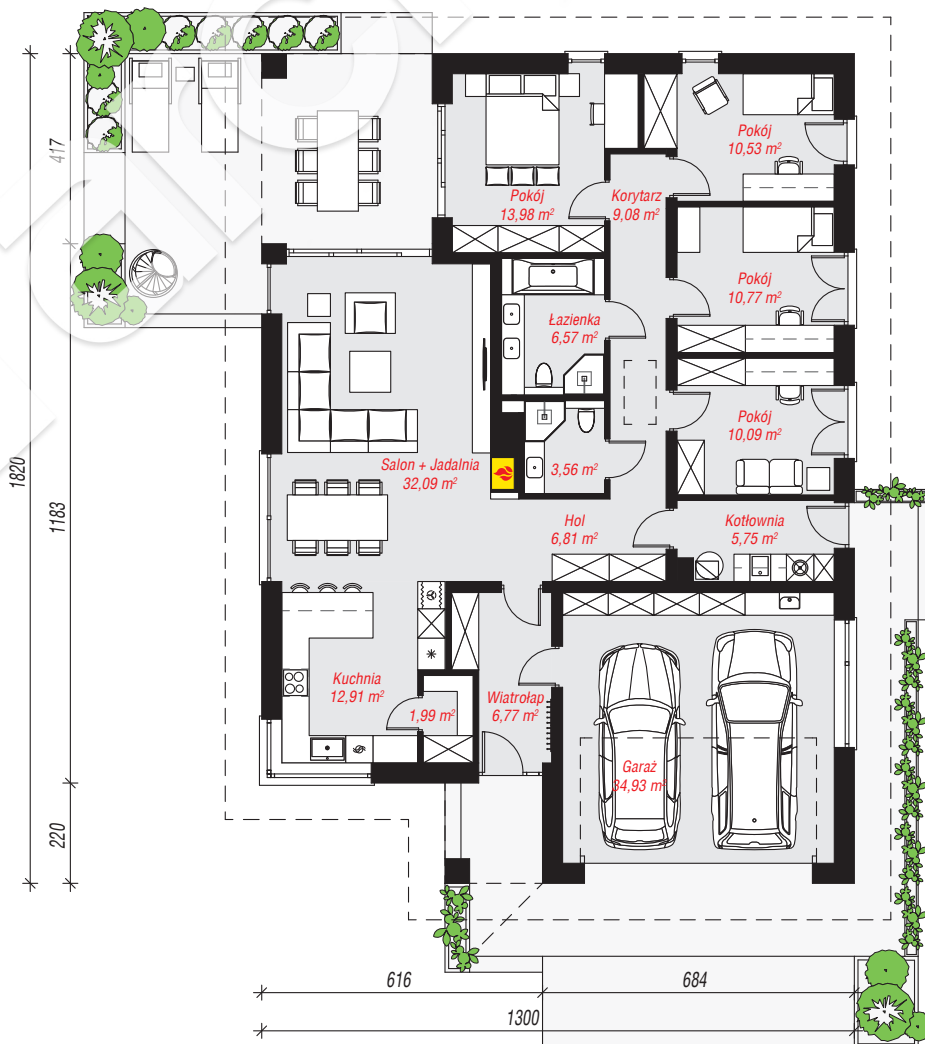 Pokój
10,53 m²
Pokój
13,98 m²
Korytarz
9,08 m²
417
Pokój
10,77 m²
Łazienka
6,57 m²
Pokój
10,09 m²
Salon + Jadalnia
32,09 m²
3,56 m²
1820
1183
Hol
6,81 m²
Kotłownia
5,75 m²
Kuchnia
12,91 m²
1,99 m²
Wiatrołap
6,77 m²
Garaż
34,93 m²
220
616
684
1300